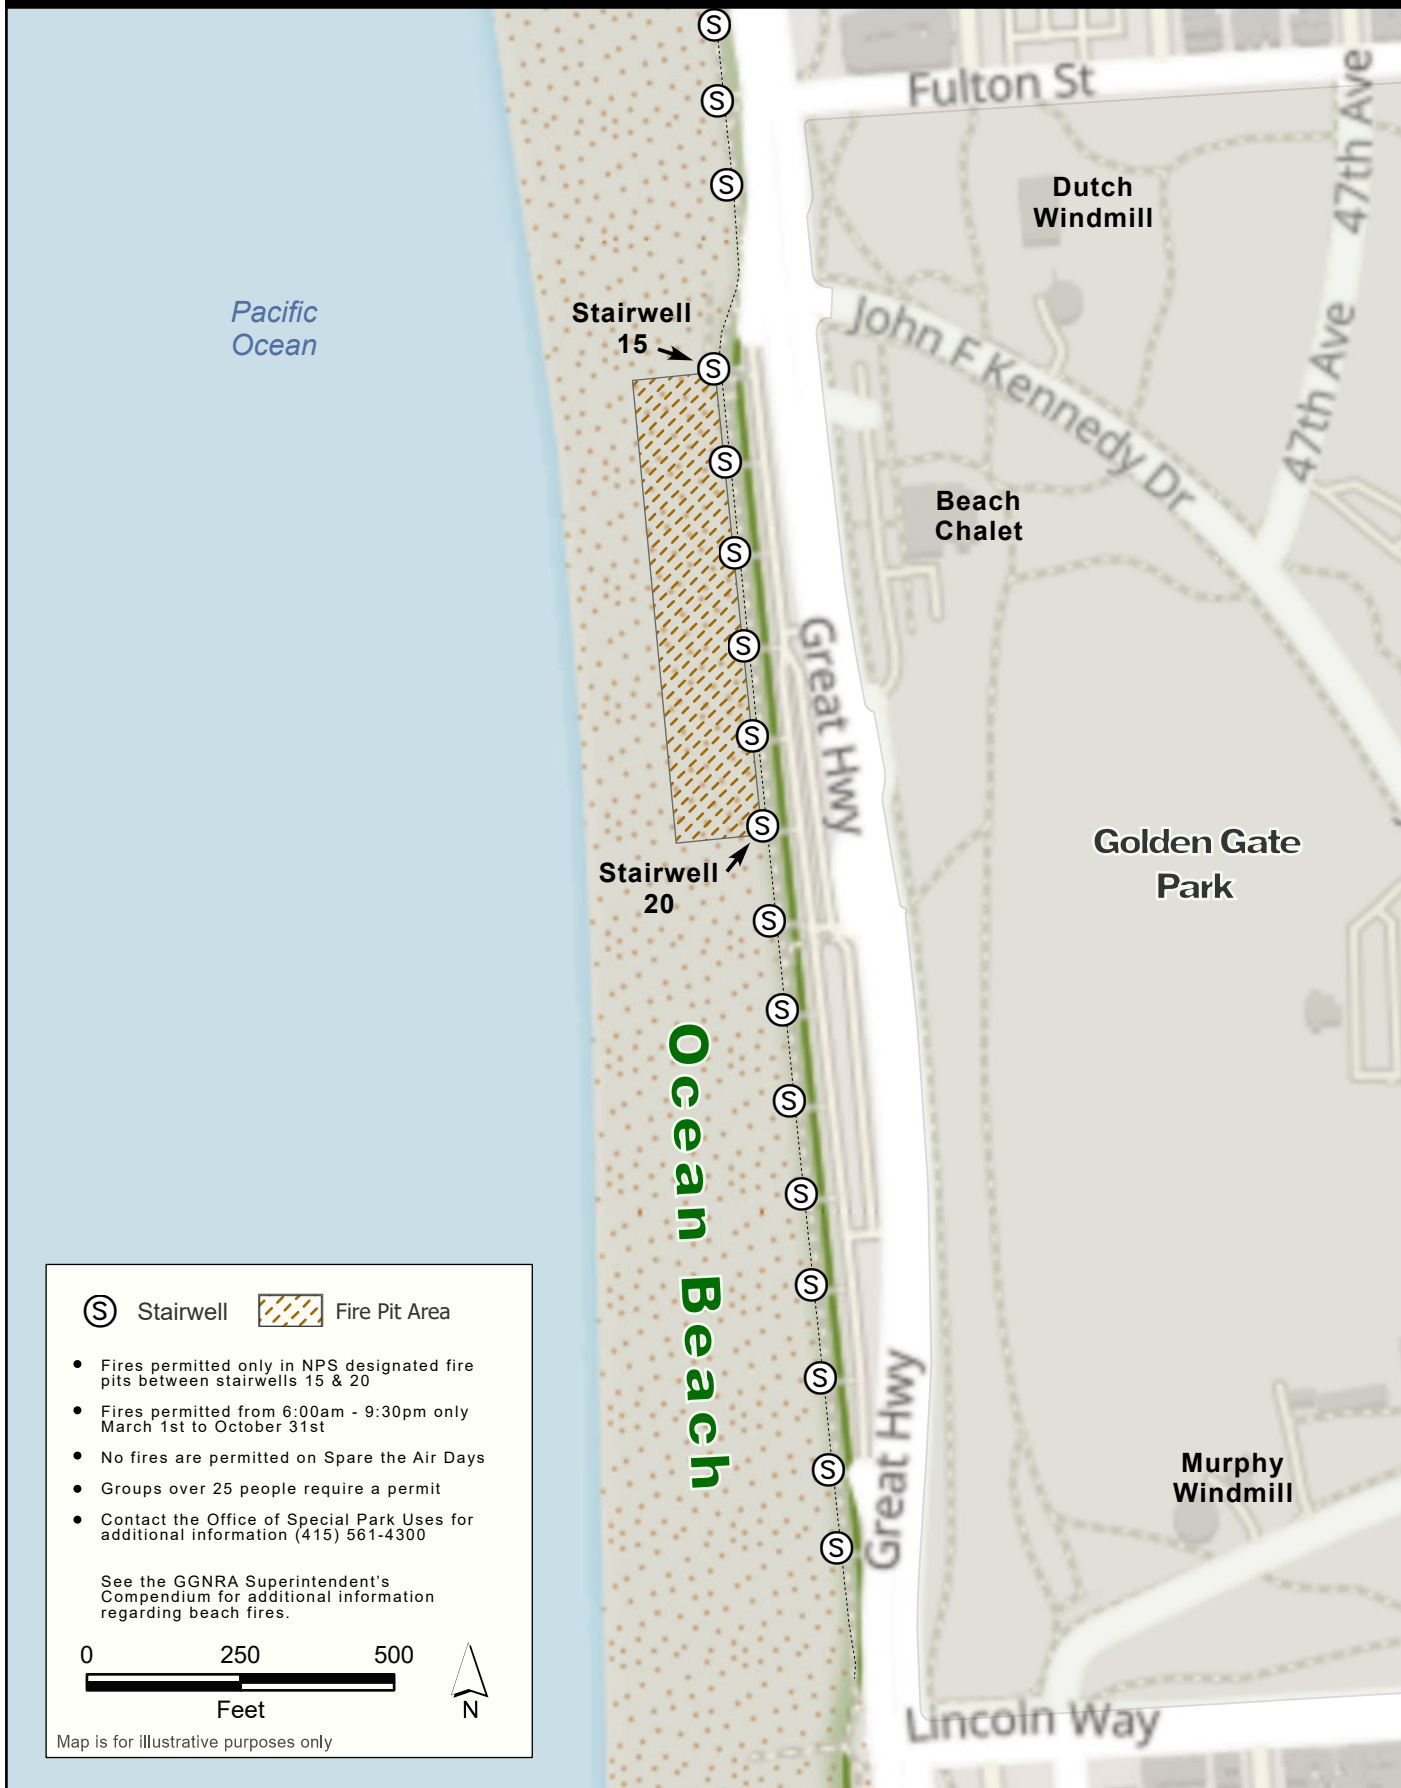 S
S
Fulton St
47th Ave
S
Dutch
Windmill
Pacific
Ocean
Stairwell
15
S
John F Kennedy Dr
47th Ave
S
Beach
Chalet
S
S
Great Hwy
S
S
Golden Gate
Park
Stairwell
20
S
S
Ocean Beach
S
S
S
S
Great Hwy
S
Murphy
Windmill
S
Lincoln Way
S Stairwell Fire Pit Area
• Fires permitted only in NPS designated fire
pits between stairwells 15 & 20
• Fires permitted from 6:00am - 9:30pm only
March 1st to October 31st
• No fires are permitted on Spare the Air Days
• Groups over 25 people require a permit
• Contact the Office of Special Park Uses for
additional information (415) 561-4300
See the GGNRA Superintendent's
Compendium for additional information
regarding beach fires.
0 250 500
Feet
N
Map is for illustrative purposes only